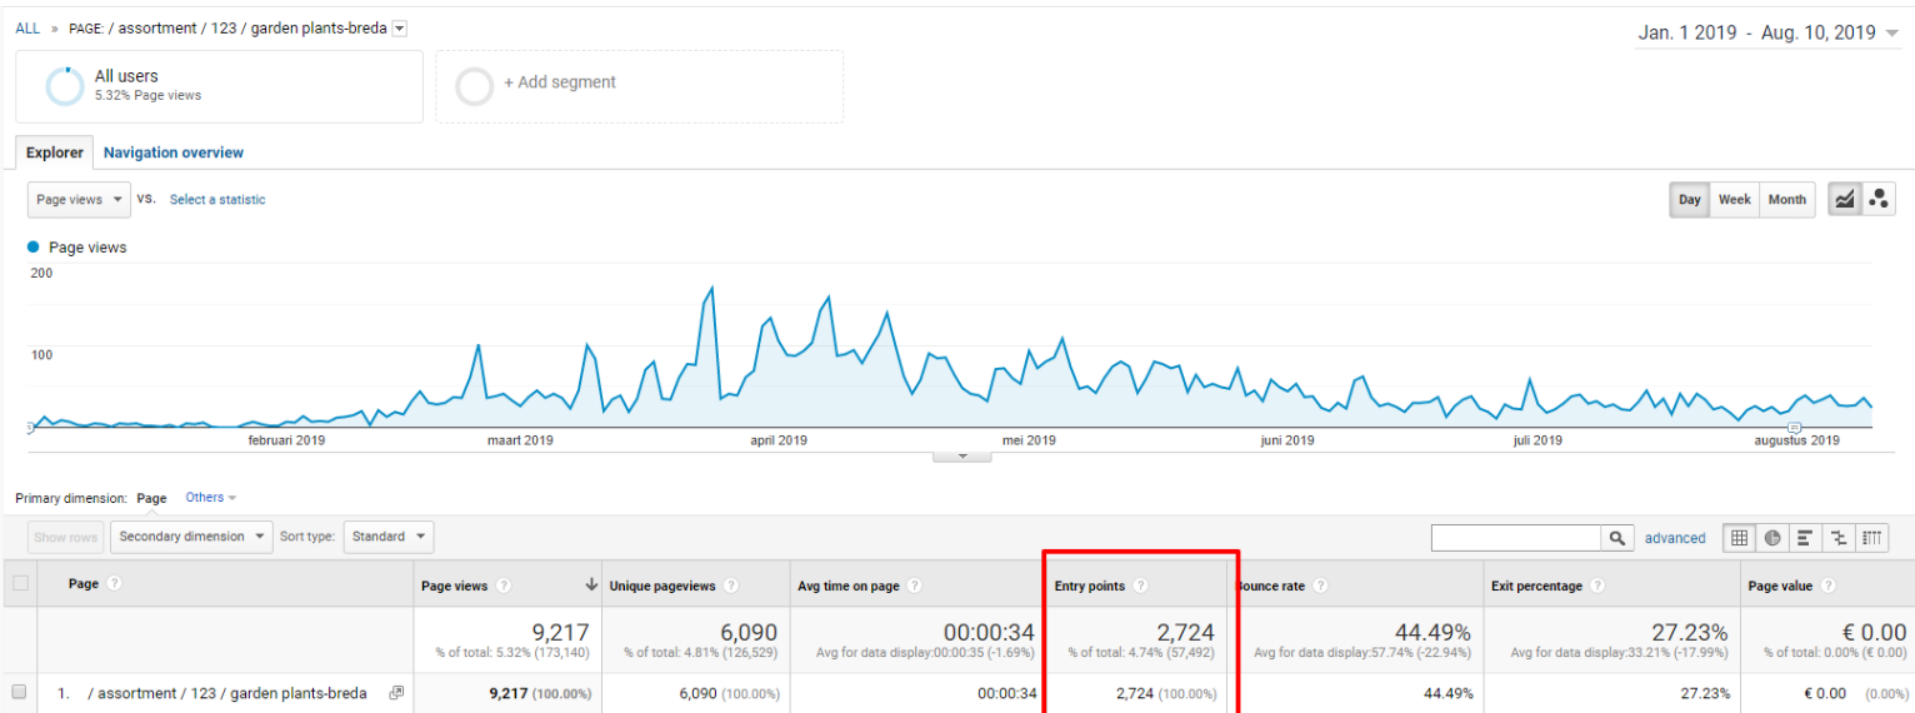 ALL » PAGE: / assortment / 123 / garden plants-breda
Jan. 1 2019 - Aug. 10, 2019
All users
5.32% Page views
+ Add segment
Explorer Navigation overview
Page views VS. Select a statistic
Day Week Month
Page views
200
100
februari 2019 maart 2019 april 2019 mei 2019 juni 2019 juli 2019 augustus 2019
Primary dimension: Page Others
Show rows Secondary dimension Sort type: Standard advanced
Page ? Page views ? Unique pageviews ? Avg time on page ? Entry points ? Bounce rate ? Exit percentage ? Page value ?
9,217 6,090 00:00:34 2,724 44.49% 27.23% € 0.00
% of total: 5.32% (173,140) % of total: 4.81% (126,529) Avg for data display:00:00:35 (-1.69%) % of total: 4.74% (57,492) Avg for data display:57.74% (-22.94%) Avg for data display:33.21% (-17.99%) % of total: 0.00% (€ 0.00)
1. / assortment / 123 / garden plants-breda 9,217 (100.00%) 6,090 (100.00%) 00:00:34 2,724 (100.00%) 44.49% 27.23% € 0.00 (0.00%)